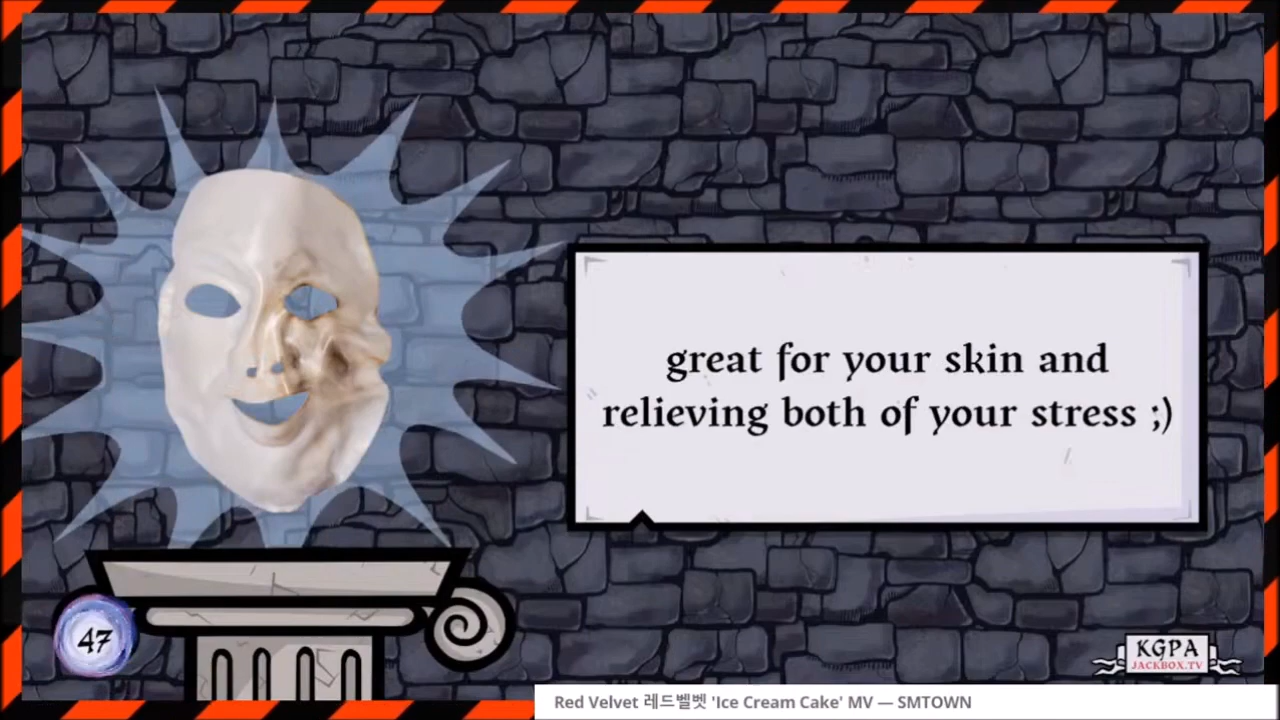 great for your skin and
relieving both of your stress ;)
47
KGPA
JACKBOX.TV
Red Velvet 레드벨벳 'Ice Cream Cake' MV — SMTOWN